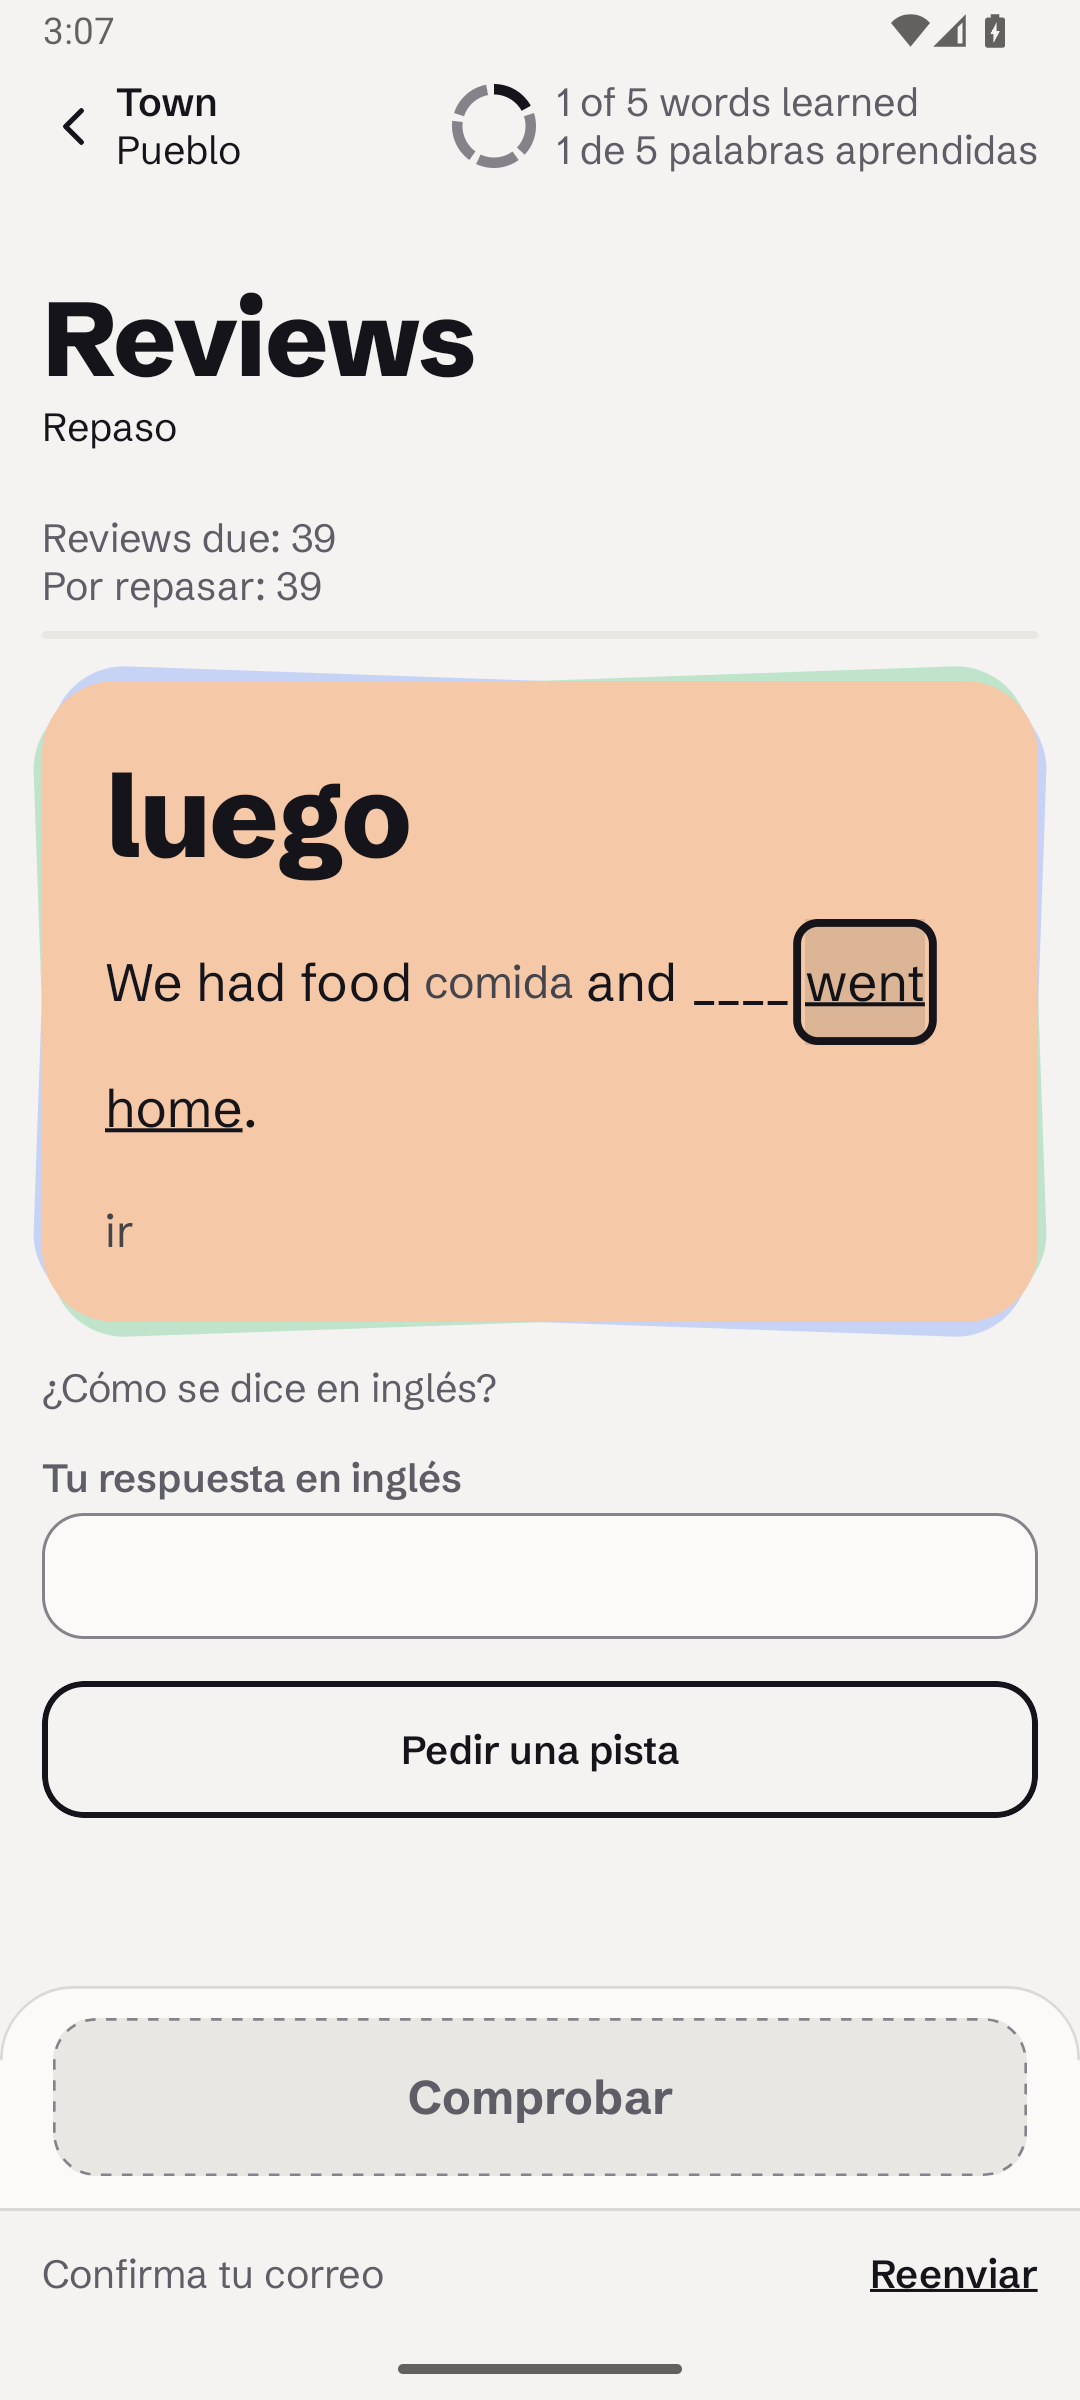 3:07
Town
Pueblo
1 of 5 words learned
1 de 5 palabras aprendidas
Reviews
Repaso
Reviews due: 39
Por repasar: 39
luego
We had food comida and ____ went
home.
ir
¿Cómo se dice en inglés?
Tu respuesta en inglés
Pedir una pista
Comprobar
Confirma tu correo
Reenviar